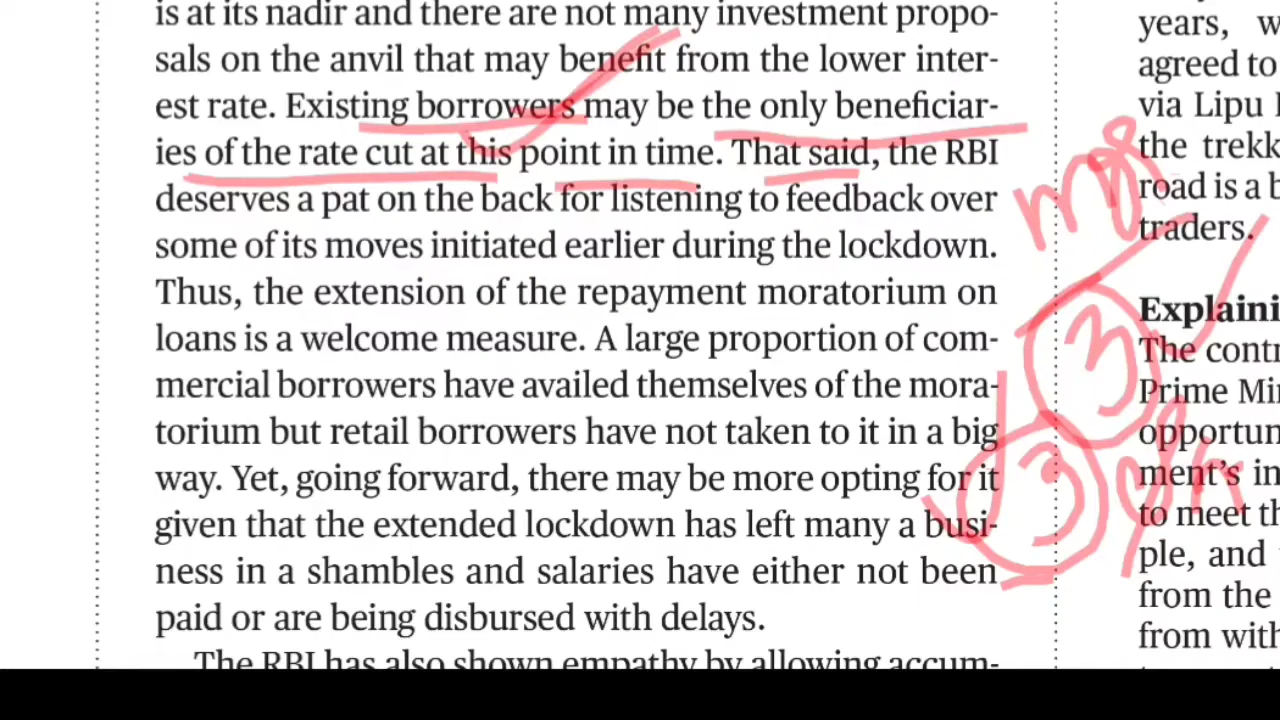 is at its nadir and there are not many investment propo-
sals on the anvil that may benefit from the lower inter-
est rate. Existing borrowers may be the only beneficiar-
ies of the rate cut at this point in time. That said, the RBI
deserves a pat on the back for listening to feedback over
some of its moves initiated earlier during the lockdown.
Thus, the extension of the repayment moratorium on
loans is a welcome measure. A large proportion of com-
mercial borrowers have availed themselves of the mora-
torium but retail borrowers have not taken to it in a big
way. Yet, going forward, there may be more opting for it
given that the extended lockdown has left many a busi-
ness in a shambles and salaries have either not been
paid or are being disbursed with delays.
The RBI has also shown empathy by allowing accum-
years, w
agreed to
via Lipu
the trekk
road is a b
traders.
Explaini
The contr
Prime Mi
opportun
ment's in
to meet th
ple, and
from the
from with
3
3